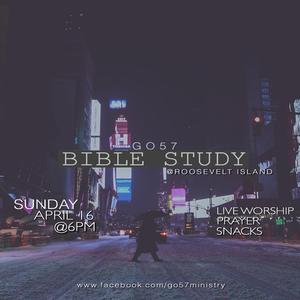 GO57
BIBLE STUDY
@ROOSEVELT ISLAND
SUNDAY
APRIL 16
@6PM
LIVE WORSHIP
PRAYER
SNACKS
www.facebook.com/go57ministry